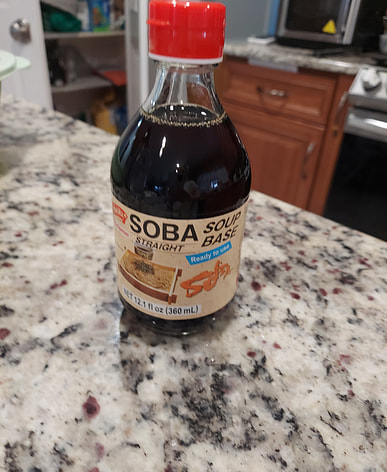 SOBA SOUP
STRAIGHT BASE
Ready to use
NET 12.1 fl oz (360 mL)